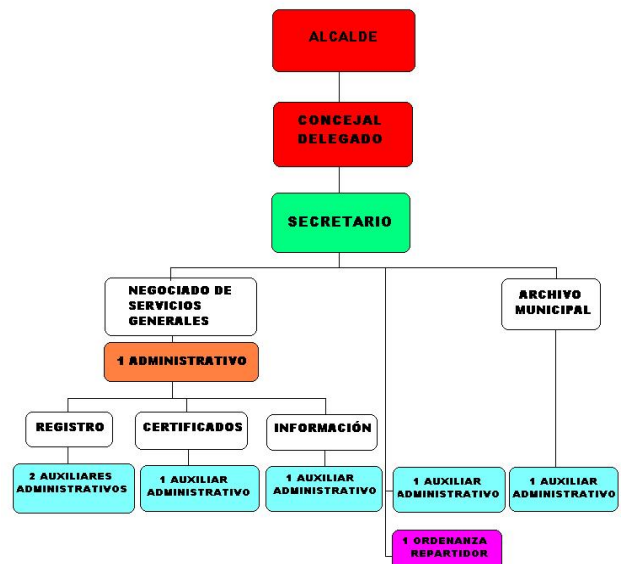 ALCALDE
CONCEJAL
DELEGADO
SECRETARIO
NEGOCIADO DE
SERVICIOS
GENERALES
ARCHIVO
MUNICIPAL
1 ADMINISTRATIVO
REGISTRO
CERTIFICADOS
INFORMACIÓN
2 AUXILIARES
ADMINISTRATIVOS
1 AUXILIAR
ADMINISTRATIVO
1 AUXILIAR
ADMINISTRATIVO
1 AUXILIAR
ADMINISTRATIVO
1 AUXILIAR
ADMINISTRATIVO
1 ORDENANZA
REPARTIDOR